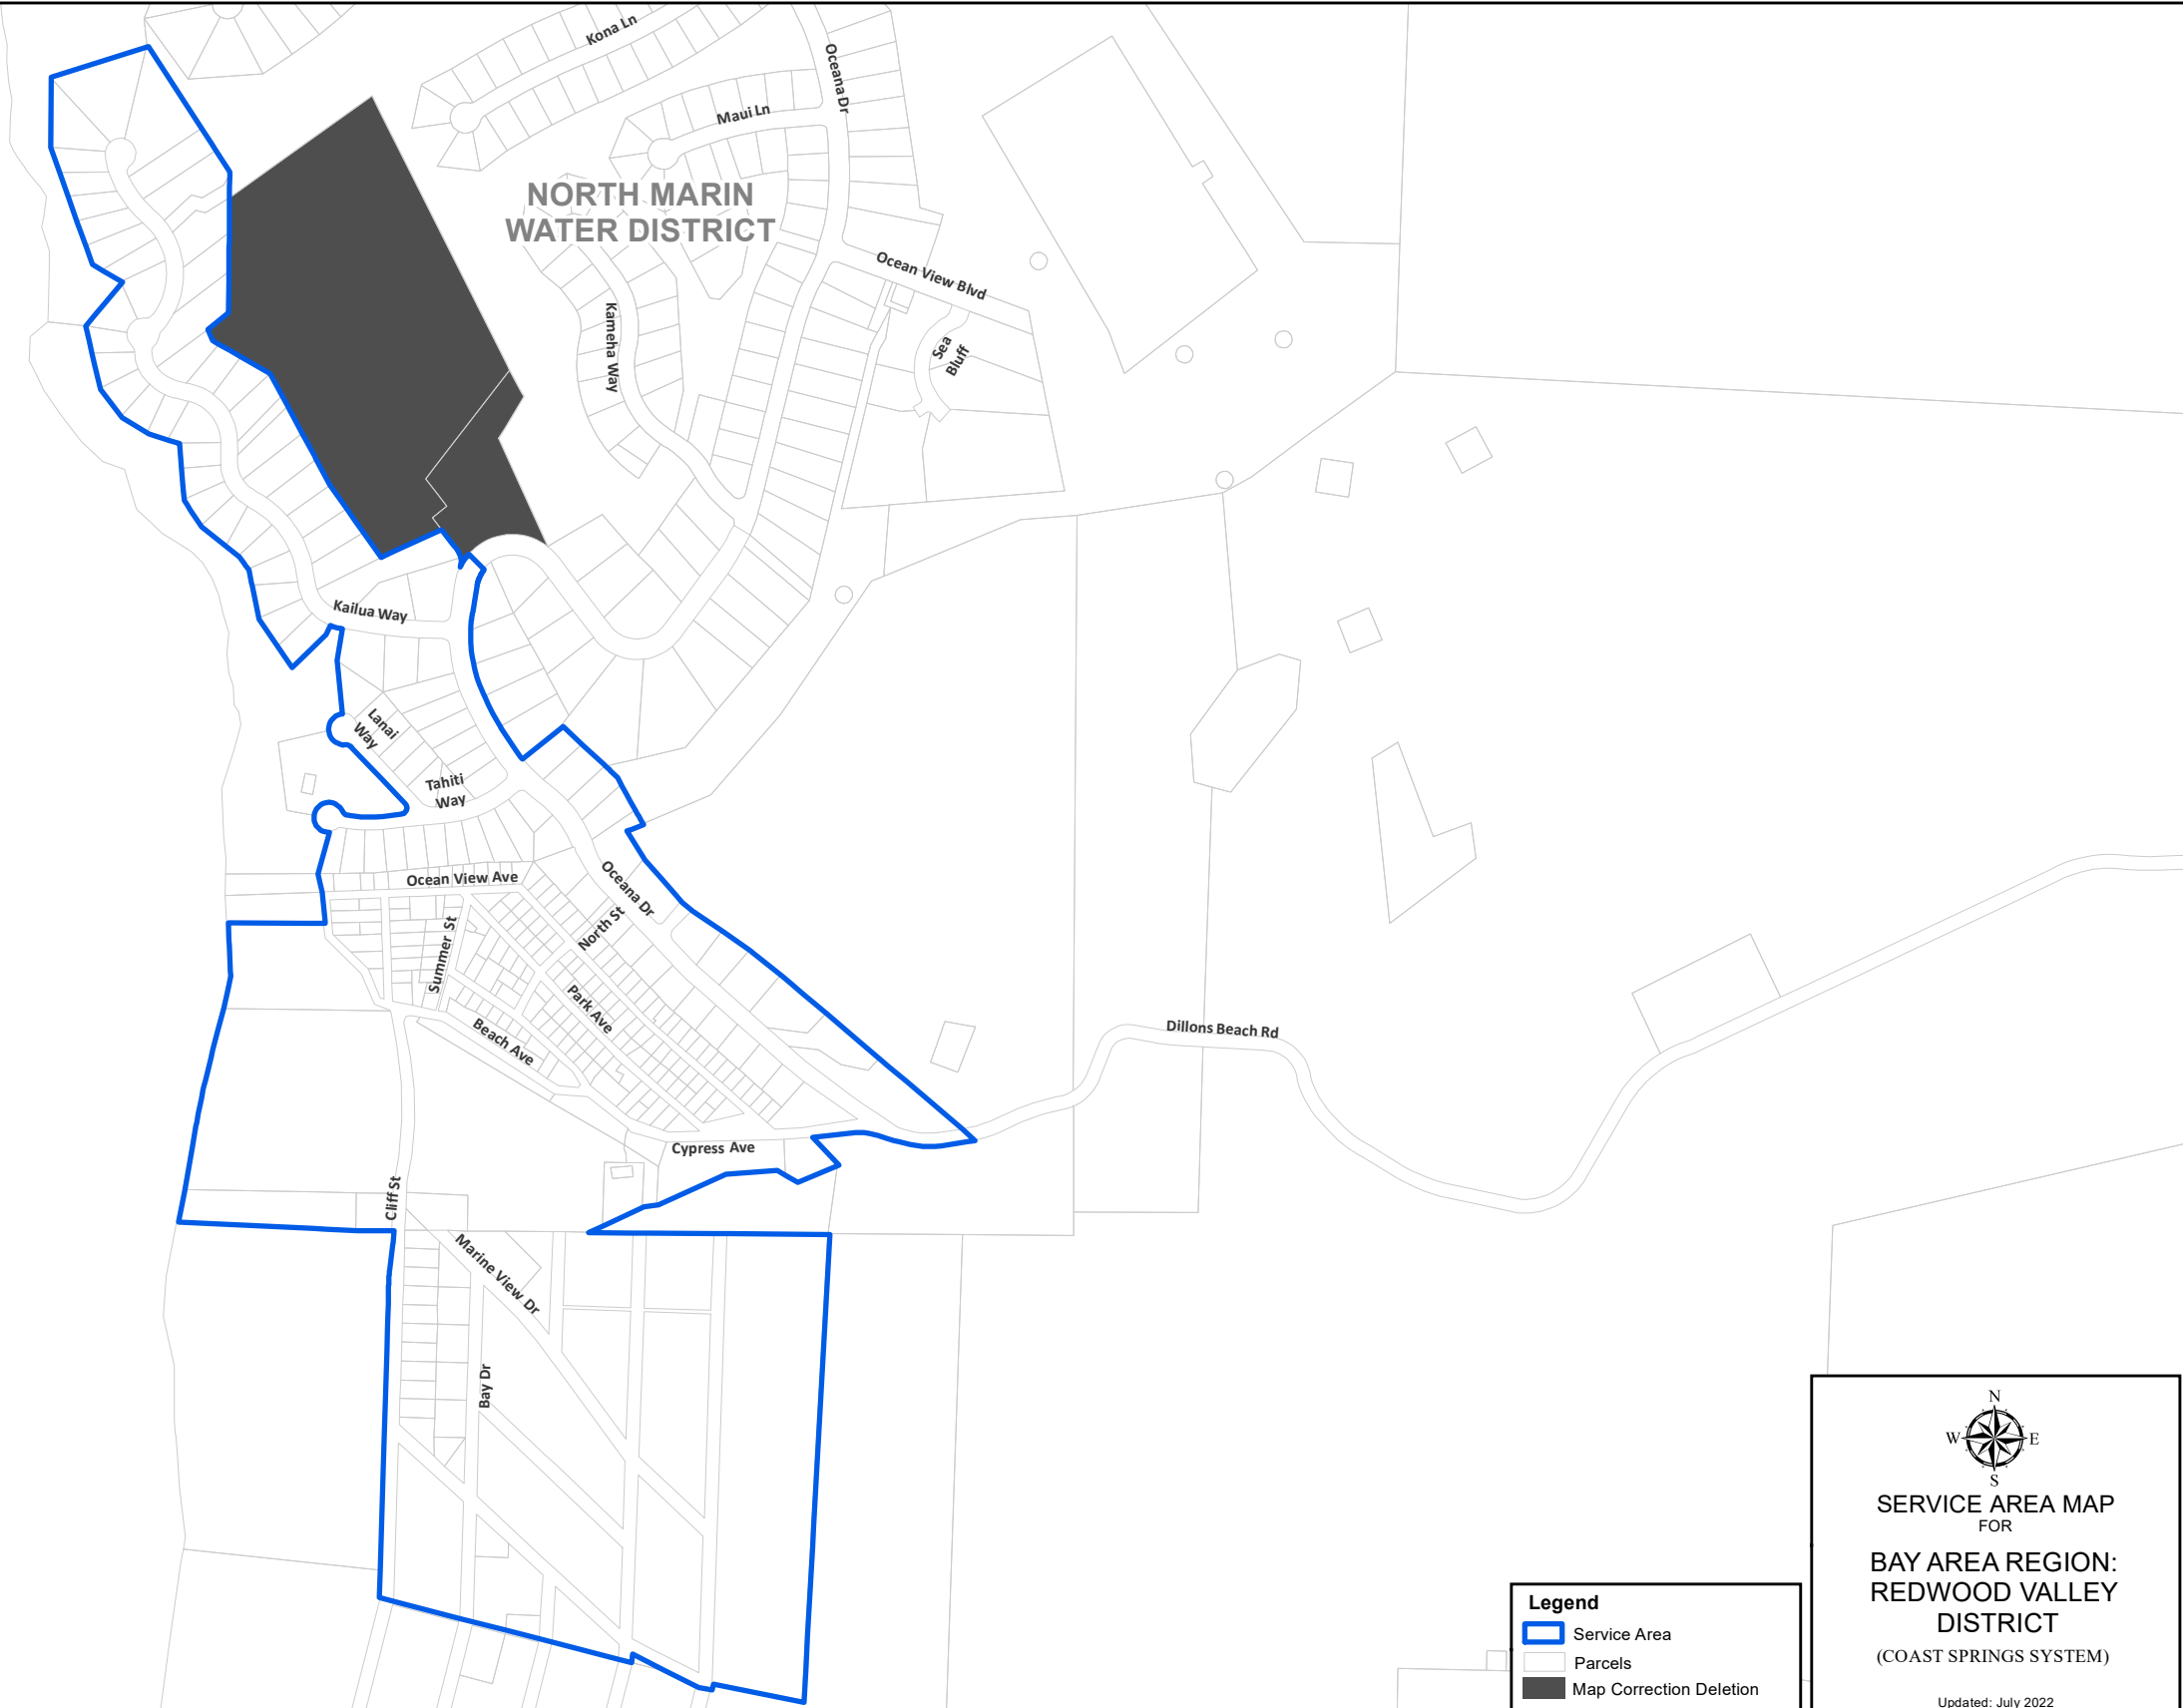 Kona Ln
Oceana Dr
Maui Ln
NORTH MARIN
WATER DISTRICT
Ocean View Blvd
Kameha Way
Sea
Bluff
Kailua Way
Lanai
Way
Tahiti
Way
Ocean View Ave
Oceana Dr
North St
Summer St
Park Ave
Beach Ave
Dillons Beach Rd
Cypress Ave
Cliff St
Marine View Dr
Bay Dr
N
W E
S
SERVICE AREA MAP
FOR
BAY AREA REGION:
REDWOOD VALLEY
DISTRICT
(COAST SPRINGS SYSTEM)
Updated: July 2022
Legend
Service Area
Parcels
Map Correction Deletion